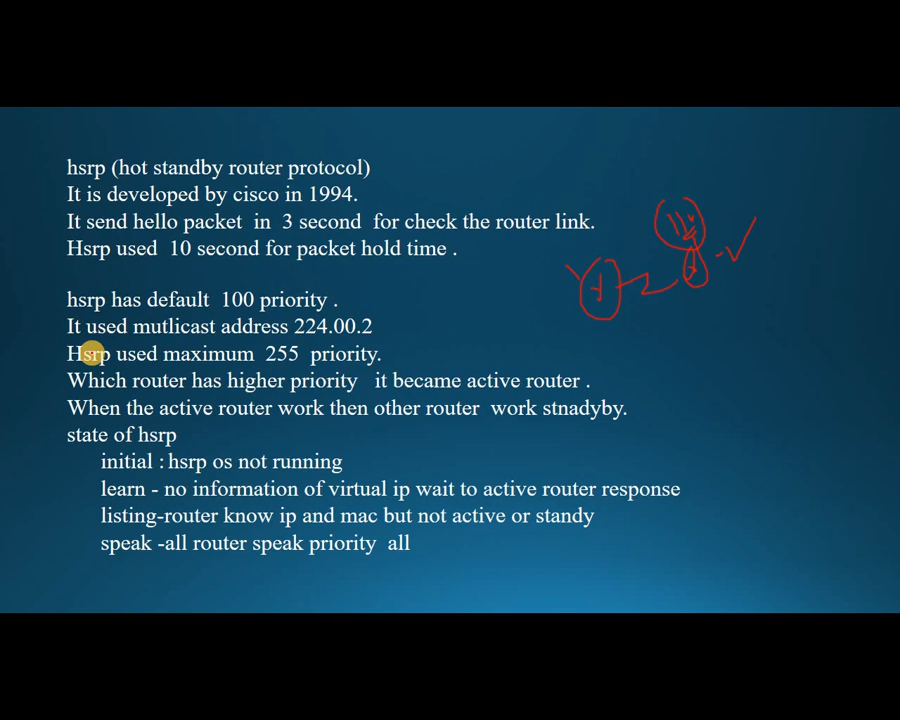 hsrp (hot standby router protocol)
It is developed by cisco in 1994.
It send hello packet in 3 second for check the router link.
Hsrp used 10 second for packet hold time .
hsrp has default 100 priority .
It used mutlicast address 224.00.2
Hsrp used maximum 255 priority.
Which router has higher priority it became active router .
When the active router work then other router work stnadyby.
state of hsrp
initial : hsrp os not running
learn - no information of virtual ip wait to active router response
listing-router know ip and mac but not active or standy
speak -all router speak priority all